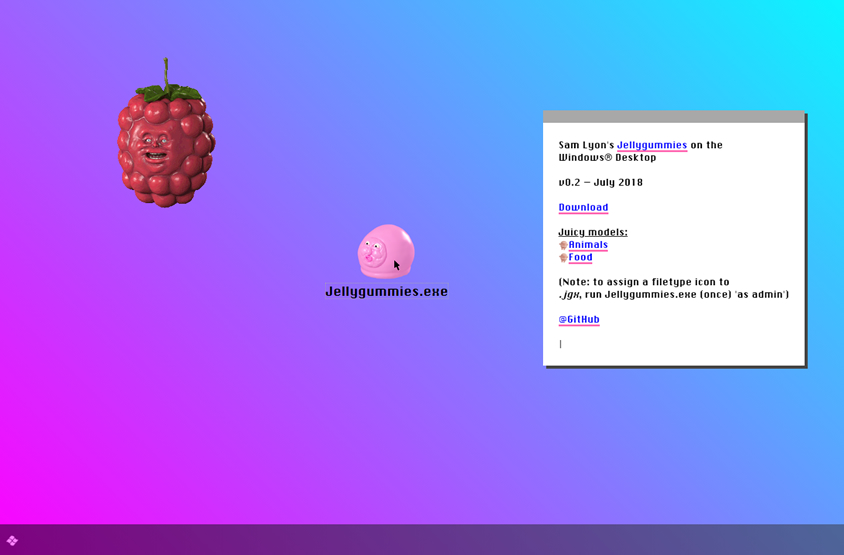 Sam Lyon's Jellygummies on the
Windows® Desktop
v0.2 – July 2018
Download
Juicy models:
Animals
Food
(Note: to assign a filetype icon to
.jgx, run Jellygummies.exe (once) 'as admin')
@GitHub
Jellygummies.exe